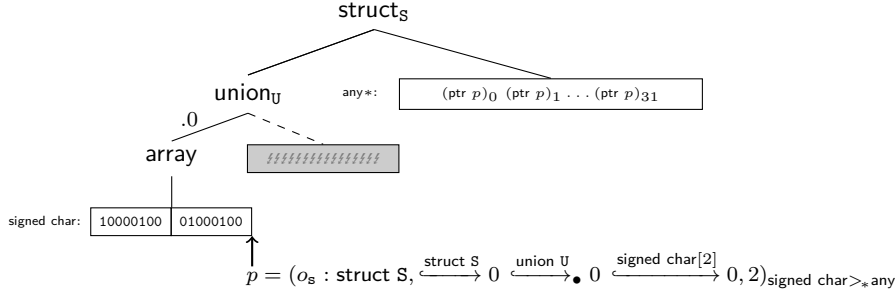 struct_S
union_U any*: (ptr p)_0 (ptr p)_1 . . . (ptr p)_31
.0
array ↯↯↯↯↯↯↯↯↯↯↯↯↯↯↯↯
signed char: 10000100 01000100
p = (o_s : struct S, ↪ struct S → 0 ↪ union U →• 0 ↪ signed char[2] → 0, 2)_signed char>*any